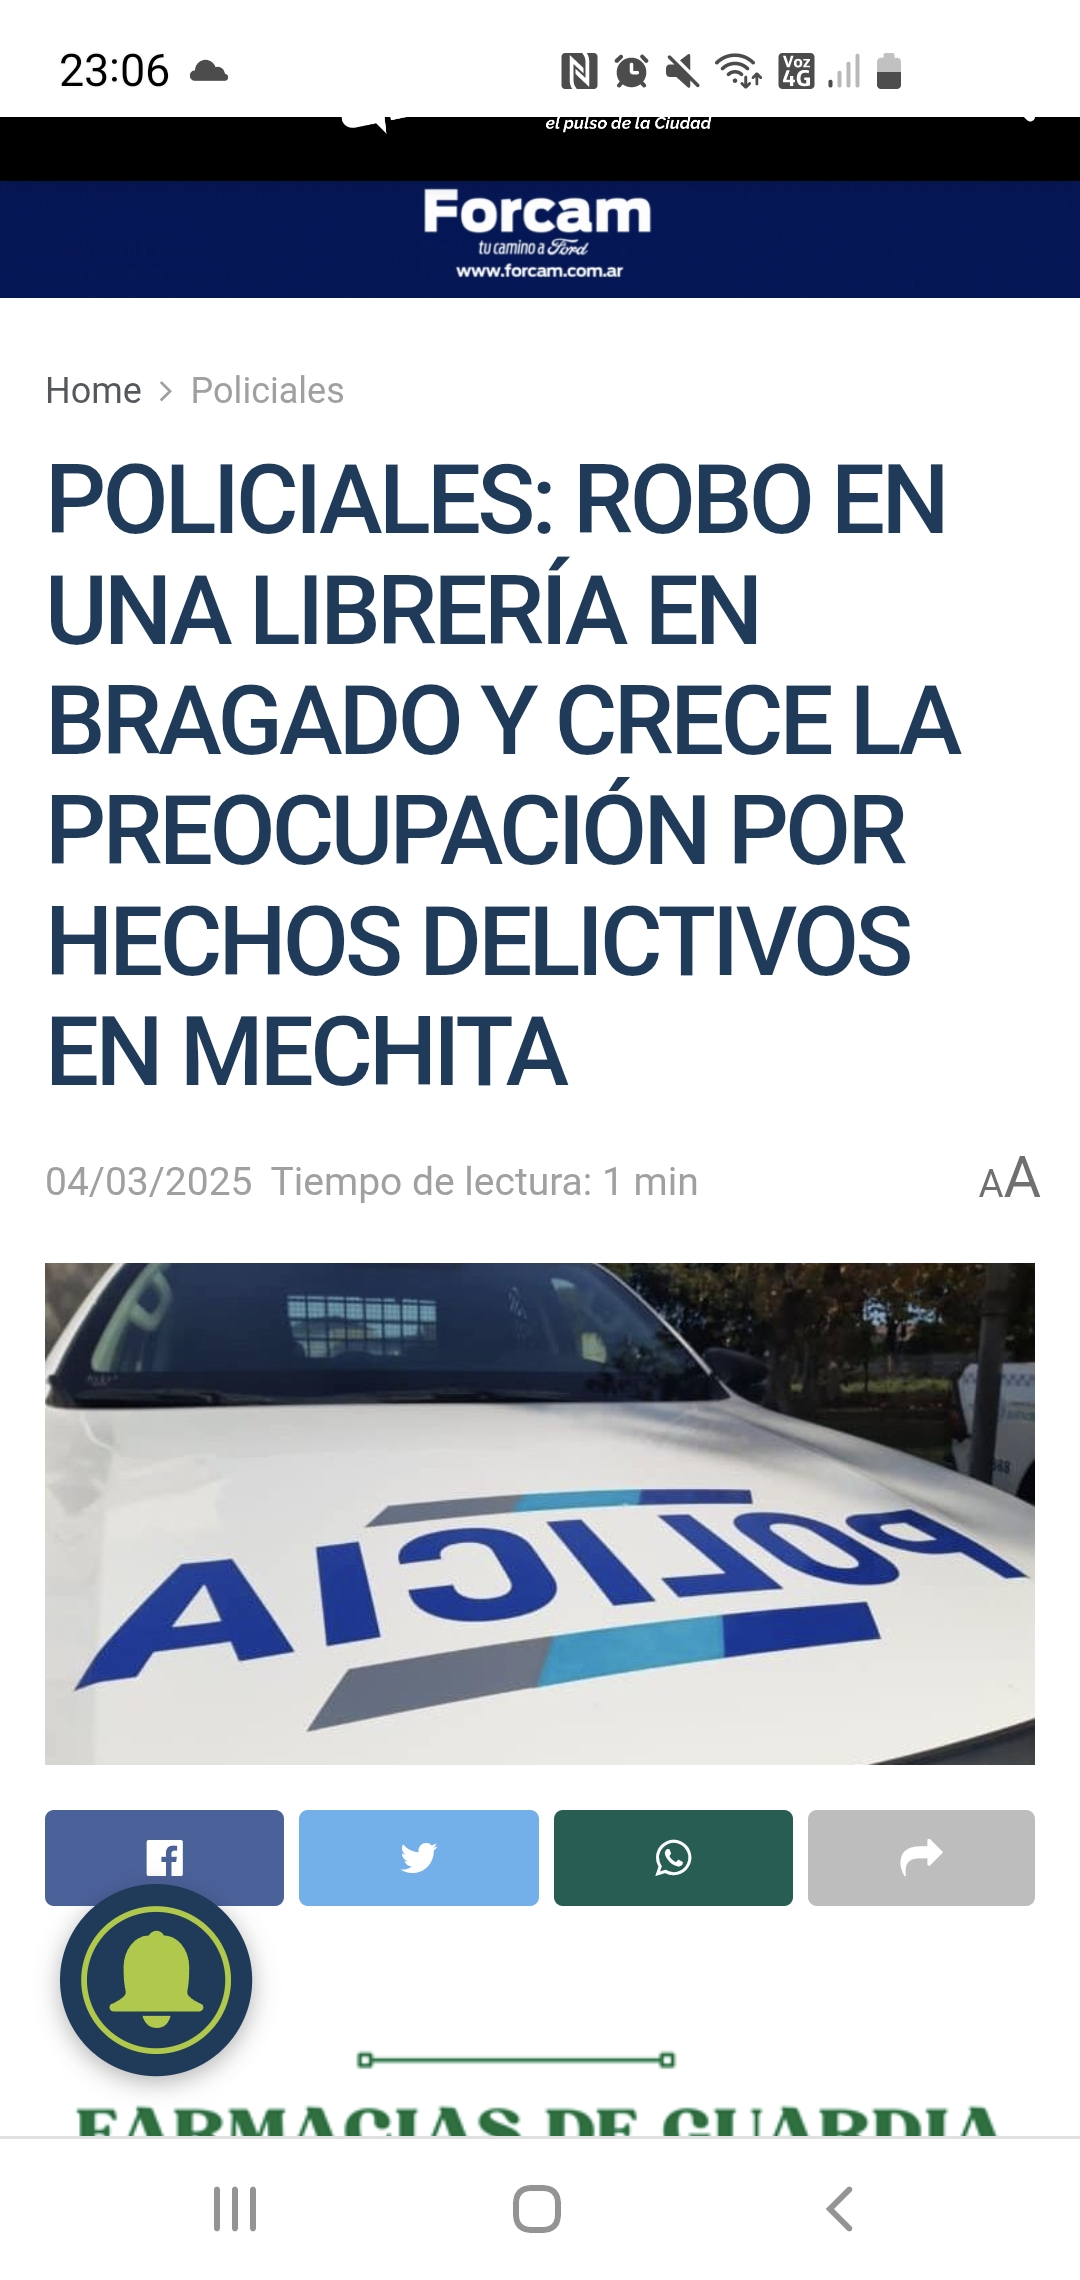 23:06
Voz
4G
el pulso de la Ciudad
Forcam
tu camino a Ford
www.forcam.com.ar
Home > Policiales
POLICIALES: ROBO EN
UNA LIBRERÍA EN
BRAGADO Y CRECE LA
PREOCUPACIÓN POR
HECHOS DELICTIVOS
EN MECHITA
04/03/2025 Tiempo de lectura: 1 min
AA
POLICIA
FARMACIAS DE GUARDIA